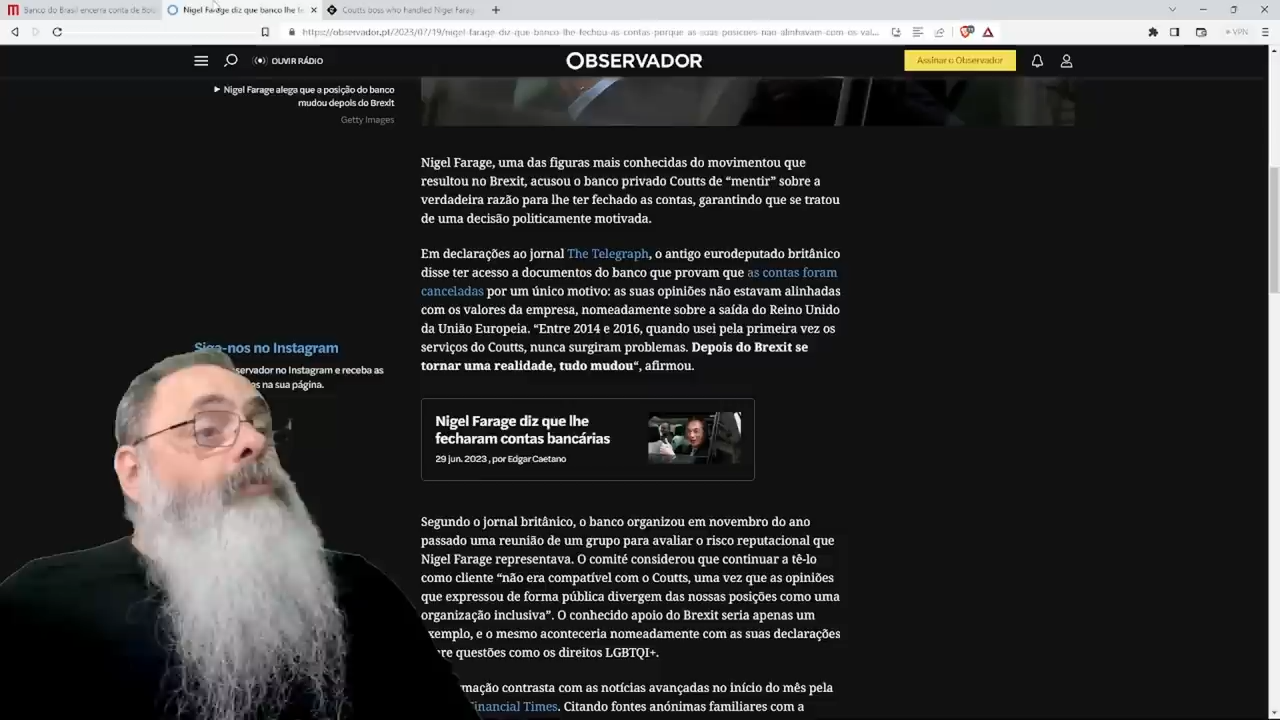 Banco do Brasil encerra conta de Bol
Nigel Farage diz que banco lhe fe
Coutts boss who handled Nigel Farag
https://observador.pt/2023/07/19/nigel-farage-diz-que-banco-lhe-fechou-as-contas-porque-as-suas-posicoes-nao-alinhavam-com-os-val...
VPN
OUVIR RÁDIO
OBSERVADOR
Assinar o Observador
Nigel Farage alega que a posição do banco
mudou depois do Brexit
Getty Images
Nigel Farage, uma das figuras mais conhecidas do movimentou que
resultou no Brexit, acusou o banco privado Coutts de “mentir” sobre a
verdadeira razão para lhe ter fechado as contas, garantindo que se tratou
de uma decisão politicamente motivada.
Em declarações ao jornal The Telegraph, o antigo eurodeputado britânico
disse ter acesso a documentos do banco que provam que as contas foram
canceladas por um único motivo: as suas opiniões não estavam alinhadas
com os valores da empresa, nomeadamente sobre a saída do Reino Unido
da União Europeia. “Entre 2014 e 2016, quando usei pela primeira vez os
serviços do Coutts, nunca surgiram problemas. Depois do Brexit se
tornar uma realidade, tudo mudou“, afirmou.
Siga-nos no Instagram
servador no Instagram e receba as
as na sua página.
Nigel Farage diz que lhe
fecharam contas bancárias
29 jun. 2023 , por Edgar Caetano
Segundo o jornal britânico, o banco organizou em novembro do ano
passado uma reunião de um grupo para avaliar o risco reputacional que
Nigel Farage representava. O comité considerou que continuar a tê-lo
como cliente “não era compatível com o Coutts, uma vez que as opiniões
que expressou de forma pública divergem das nossas posições como uma
organização inclusiva”. O conhecido apoio do Brexit seria apenas um
exemplo, e o mesmo aconteceria nomeadamente com as suas declarações
re questões como os direitos LGBTQI+.
mação contrasta com as notícias avançadas no início do mês pela
Financial Times. Citando fontes anónimas familiares com a